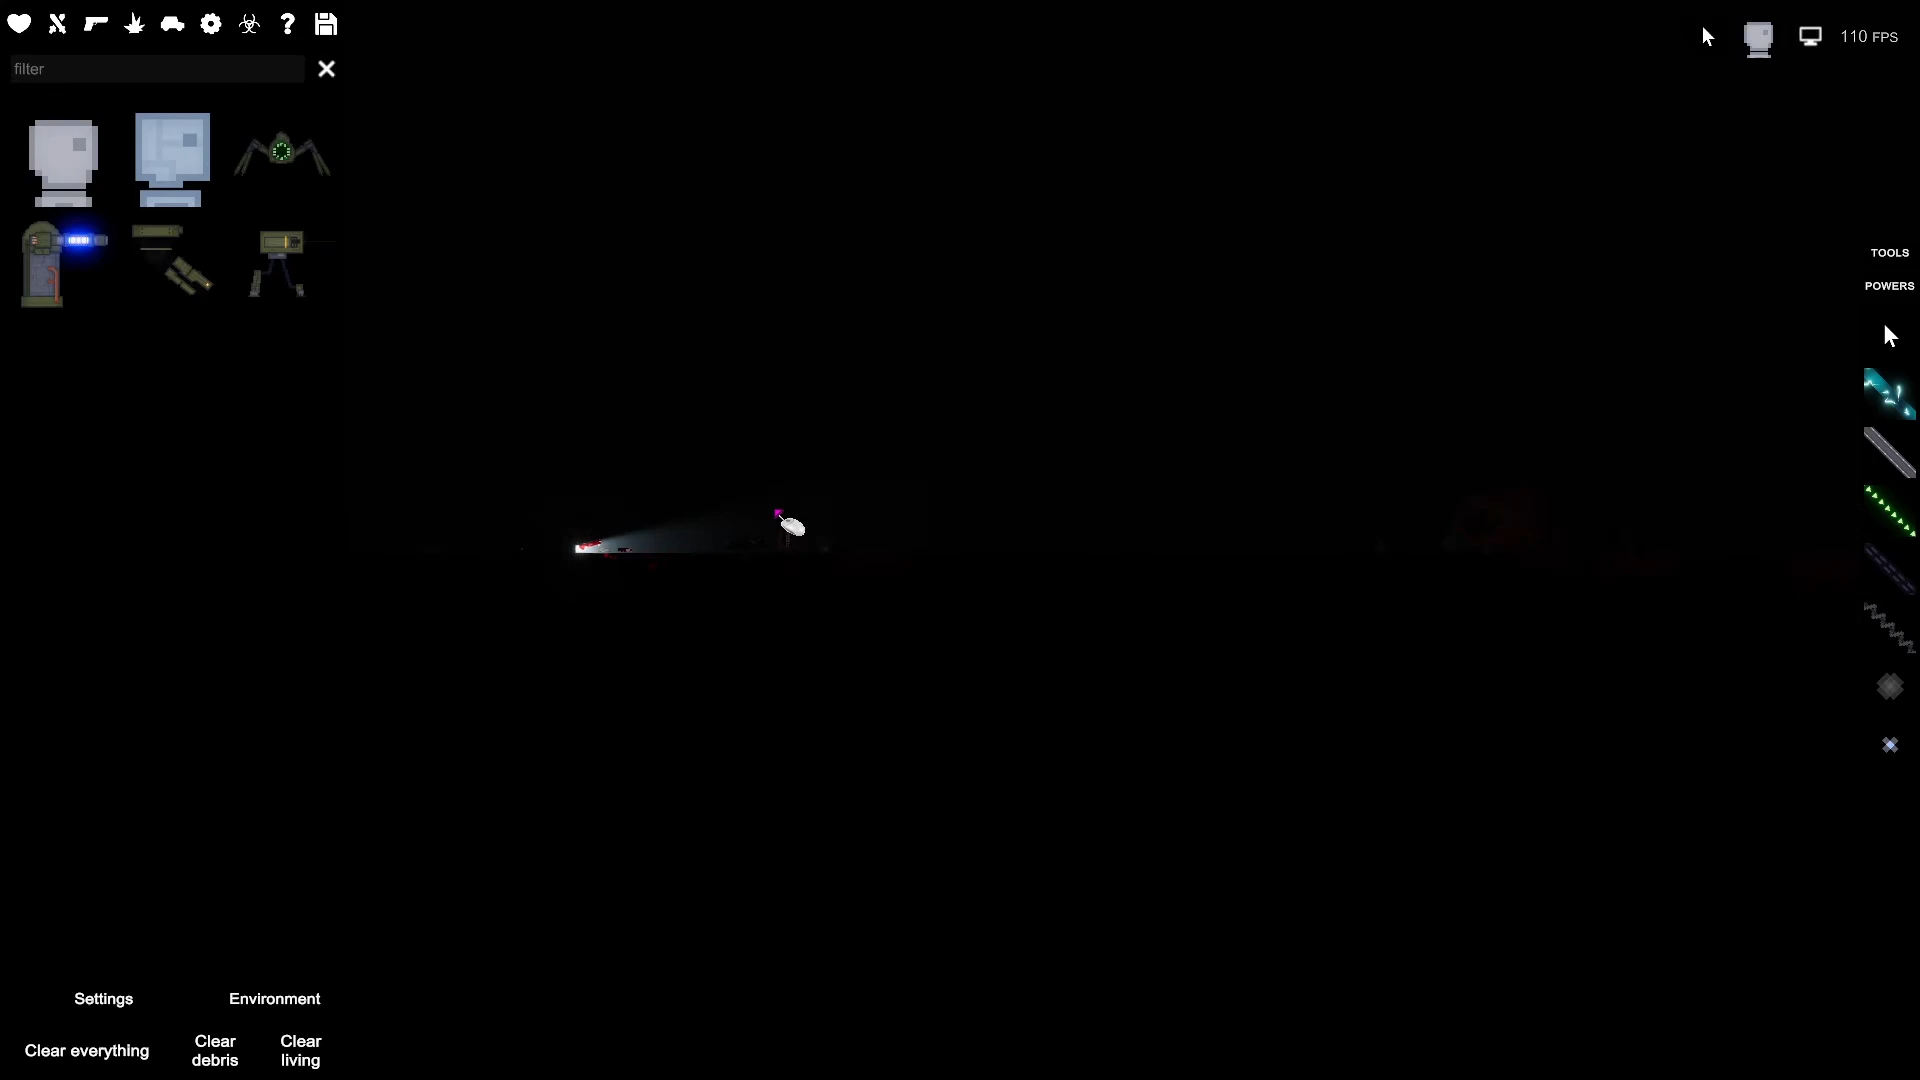 110 FPS
filter
TOOLS
POWERS
Settings
Environment
Clear everything
Clear
debris
Clear
living